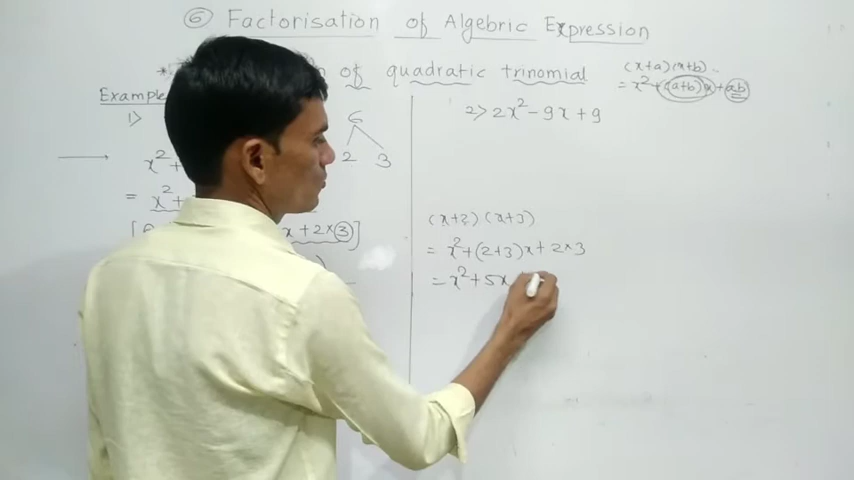 ⑥ Factorisation of Algebric Expression
* of quadratic trinomial
(x+a)(x+b)
= x² + (a+b)x + ab
Example
1> 6
2 3
x² +
= x² +
x + 2×3]
2> 2x² - 9x + 9
(x+2) (x+3)
= x² + (2+3)x + 2×3
= x² + 5x